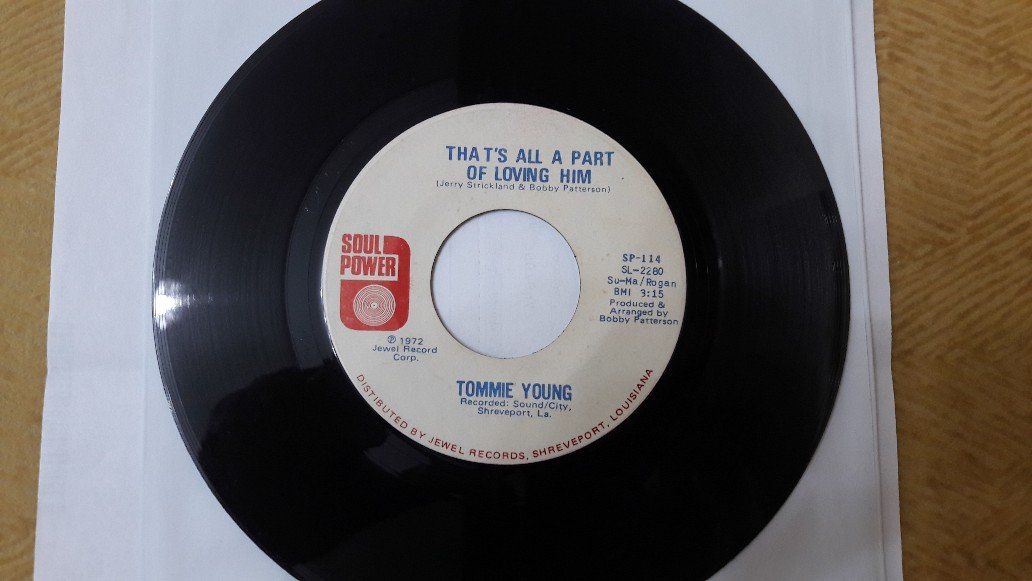 THAT'S ALL A PART
OF LOVING HIM
(Jerry Strickland & Bobby Patterson)
SOUL
POWER
SP-114
SL-2280
Su-Ma/Rogan
BMI 3:15
Produced &
Arranged by
Bobby Patterson
℗ 1972
Jewel Record
Corp.
TOMMIE YOUNG
Recorded: Sound/City,
Shreveport, La.
DISTRIBUTED BY JEWEL RECORDS, SHREVEPORT, LOUISIANA